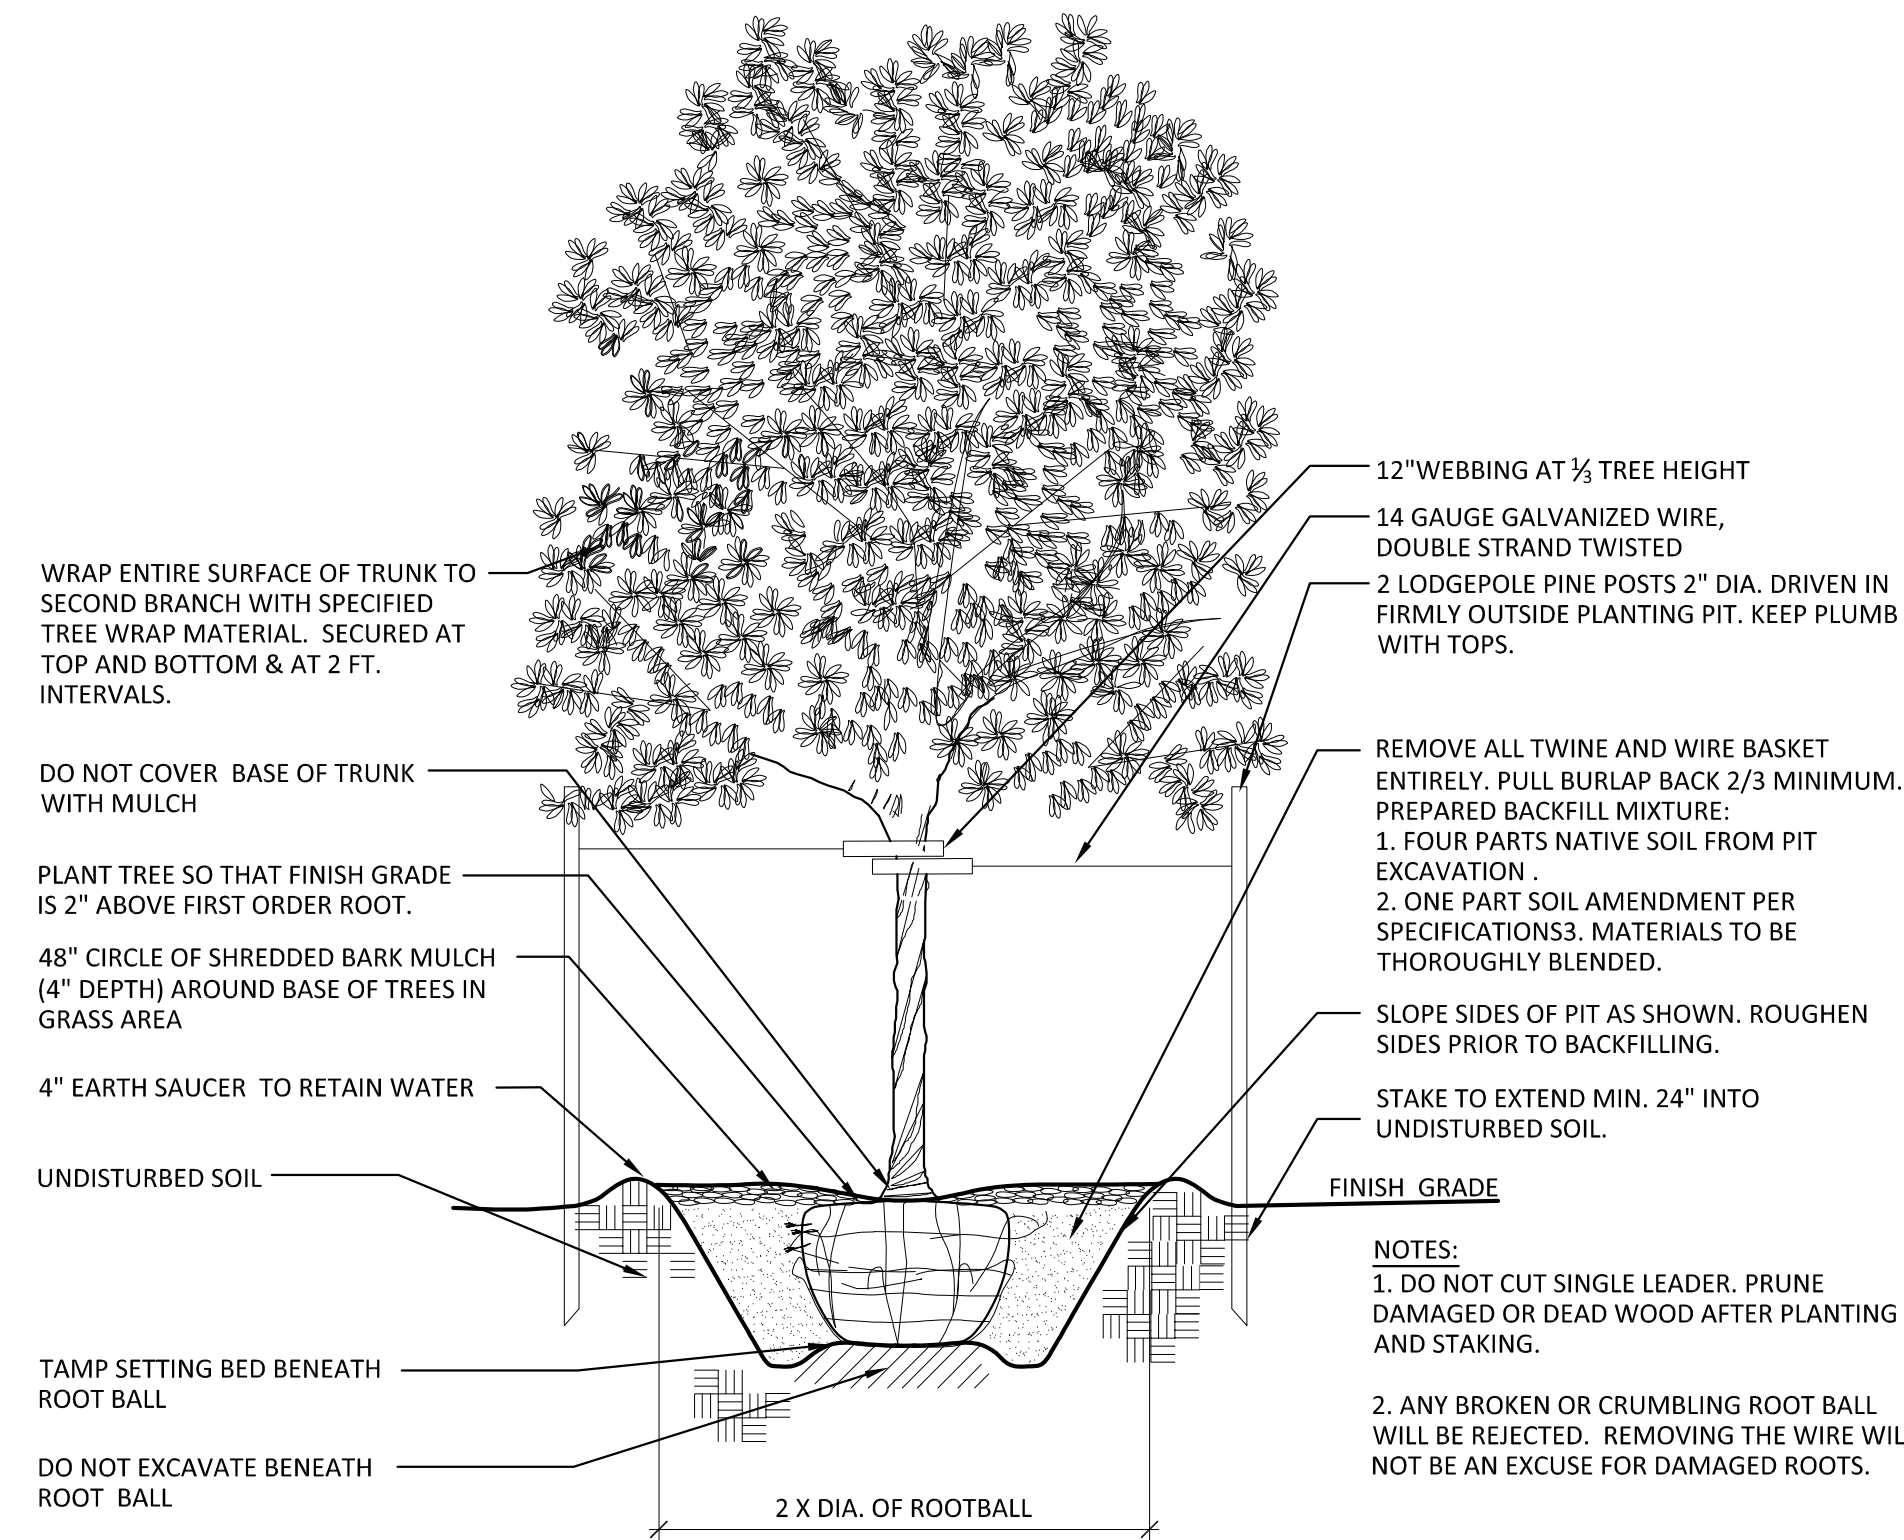 WRAP ENTIRE SURFACE OF TRUNK TO
SECOND BRANCH WITH SPECIFIED
TREE WRAP MATERIAL.  SECURED AT
TOP AND BOTTOM & AT 2 FT.
INTERVALS.
DO NOT COVER  BASE OF TRUNK
WITH MULCH
PLANT TREE SO THAT FINISH GRADE
IS 2" ABOVE FIRST ORDER ROOT.
48" CIRCLE OF SHREDDED BARK MULCH
(4" DEPTH) AROUND BASE OF TREES IN
GRASS AREA
4" EARTH SAUCER  TO RETAIN WATER
UNDISTURBED SOIL
TAMP SETTING BED BENEATH
ROOT BALL
DO NOT EXCAVATE BENEATH
ROOT  BALL
2 X DIA. OF ROOTBALL
12"WEBBING AT ⅓ TREE HEIGHT
14 GAUGE GALVANIZED WIRE,
DOUBLE STRAND TWISTED
2 LODGEPOLE PINE POSTS 2" DIA. DRIVEN IN
FIRMLY OUTSIDE PLANTING PIT. KEEP PLUMB
WITH TOPS.
REMOVE ALL TWINE AND WIRE BASKET
ENTIRELY. PULL BURLAP BACK 2/3 MINIMUM.
PREPARED BACKFILL MIXTURE:
1. FOUR PARTS NATIVE SOIL FROM PIT
EXCAVATION .
2. ONE PART SOIL AMENDMENT PER
SPECIFICATIONS3. MATERIALS TO BE
THOROUGHLY BLENDED.
SLOPE SIDES OF PIT AS SHOWN. ROUGHEN
SIDES PRIOR TO BACKFILLING.
STAKE TO EXTEND MIN. 24" INTO
UNDISTURBED SOIL.
FINISH  GRADE
NOTES:
1. DO NOT CUT SINGLE LEADER. PRUNE
DAMAGED OR DEAD WOOD AFTER PLANTING
AND STAKING.
2. ANY BROKEN OR CRUMBLING ROOT BALL
WILL BE REJECTED.  REMOVING THE WIRE WIL
NOT BE AN EXCUSE FOR DAMAGED ROOTS.